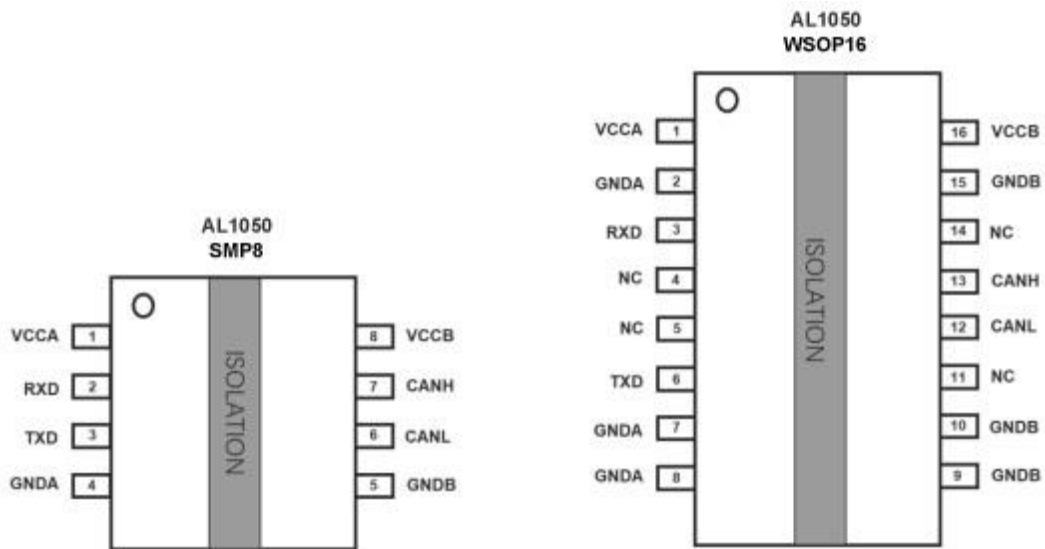 AL1050
SMP8
VCCA 1
RXD 2
TXD 3
GNDA 4
ISOLATION
8 VCCB
7 CANH
6 CANL
5 GNDB
AL1050
WSOP16
VCCA 1
GNDA 2
RXD 3
NC 4
NC 5
TXD 6
GNDA 7
GNDA 8
ISOLATION
16 VCCB
15 GNDB
14 NC
13 CANH
12 CANL
11 NC
10 GNDB
9 GNDB